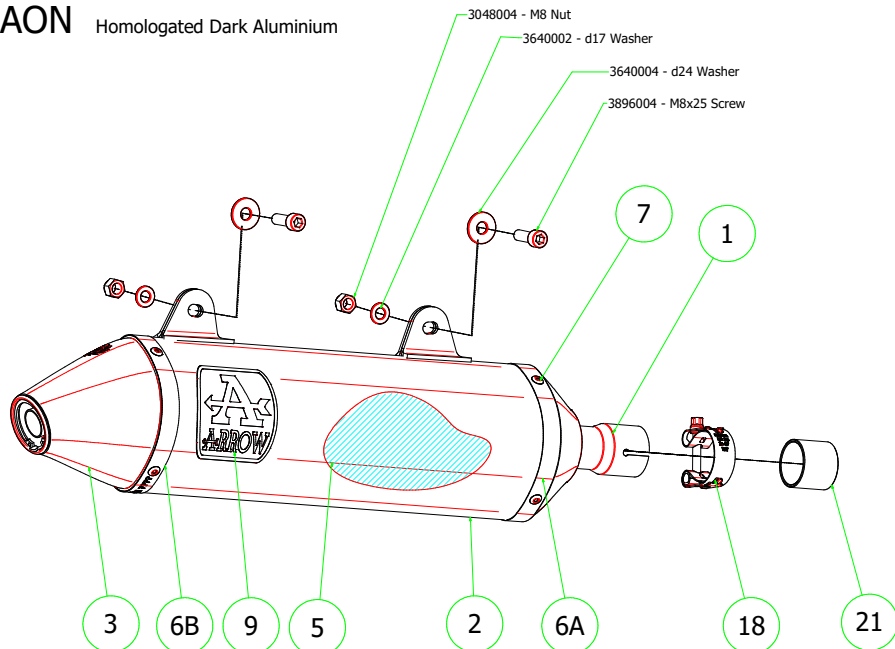 AON Homologated Dark Aluminium
3048004 - M8 Nut
3640002 - d17 Washer
3640004 - d24 Washer
3896004 - M8x25 Screw
7
1
A
ARROW
3
6B
9
5
2
6A
18
21